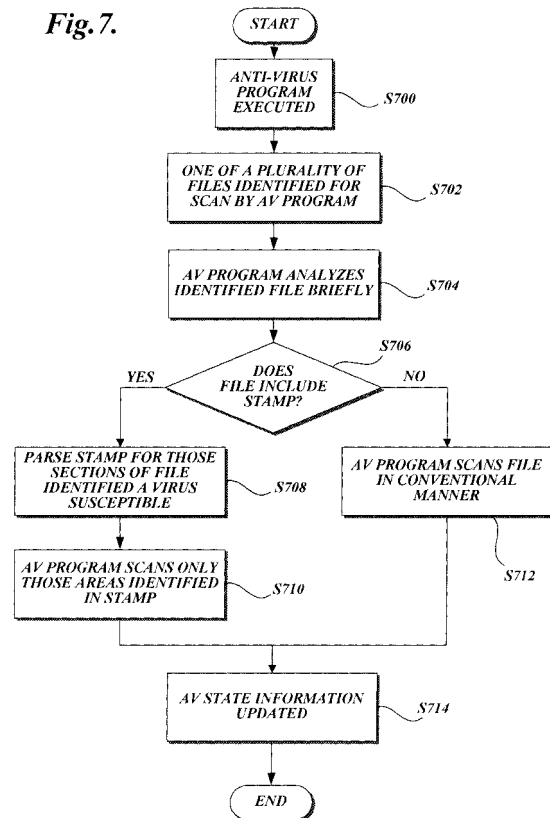 Fig.7.
START
ANTI-VIRUS
PROGRAM
EXECUTED
S700
ONE OF A PLURALITY OF
FILES IDENTIFIED FOR
SCAN BY AV PROGRAM
S702
AV PROGRAM ANALYZES
IDENTIFIED FILE BRIEFLY
S704
S706
DOES
FILE INCLUDE
STAMP?
YES
NO
PARSE STAMP FOR THOSE
SECTIONS OF FILE
IDENTIFIED A VIRUS
SUSCEPTIBLE
S708
AV PROGRAM SCANS FILE
IN CONVENTIONAL
MANNER
S712
AV PROGRAM SCANS ONLY
THOSE AREAS IDENTIFIED
IN STAMP
S710
AV STATE INFORMATION
UPDATED
S714
END